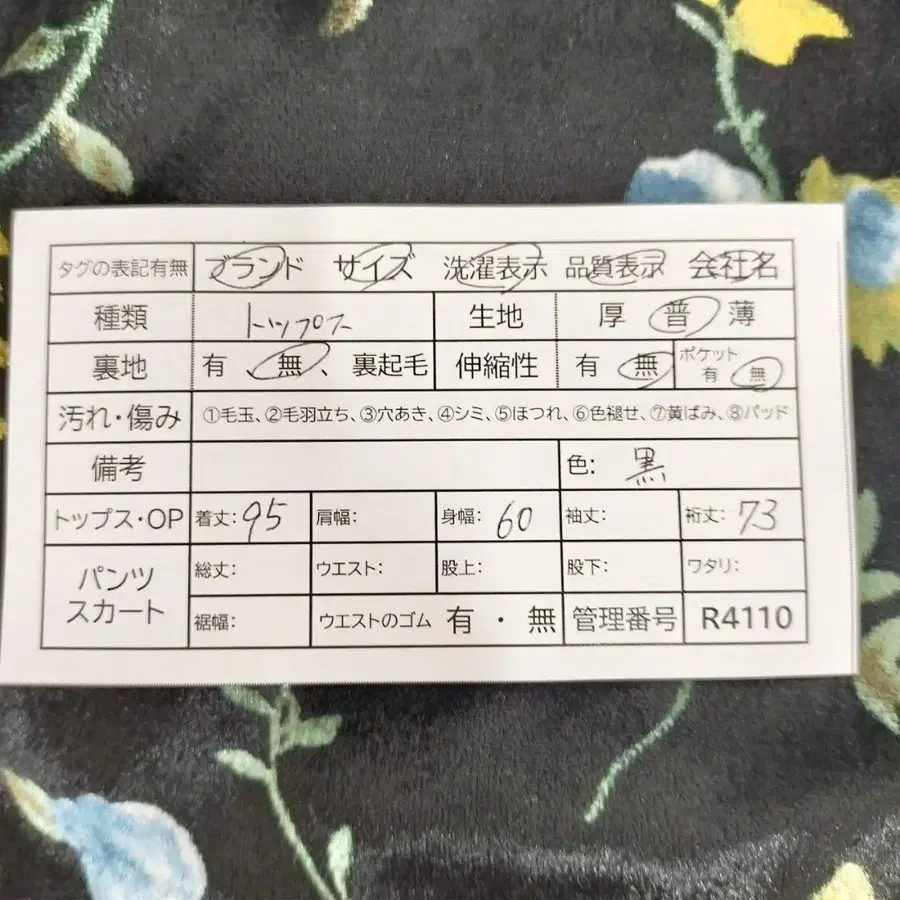 タグの表記有無 ブランド サイズ 洗濯表示 品質表示 会社名
種類 トップス 生地 厚 普 薄
裏地 有 、 無 、 裏起毛 伸縮性 有 無 ポケット 有 無
汚れ・傷み ①毛玉、②毛羽立ち、③穴あき、④シミ、⑤ほつれ、⑥色褪せ、⑦黄ばみ、⑧パッド
備考 色: 黒
トップス・OP 着丈: 95 肩幅: 身幅: 60 袖丈: 裄丈: 73
パンツ スカート 総丈: ウエスト: 股上: 股下: ワタリ:
裾幅: ウエストのゴム 有 ・ 無 管理番号 R4110